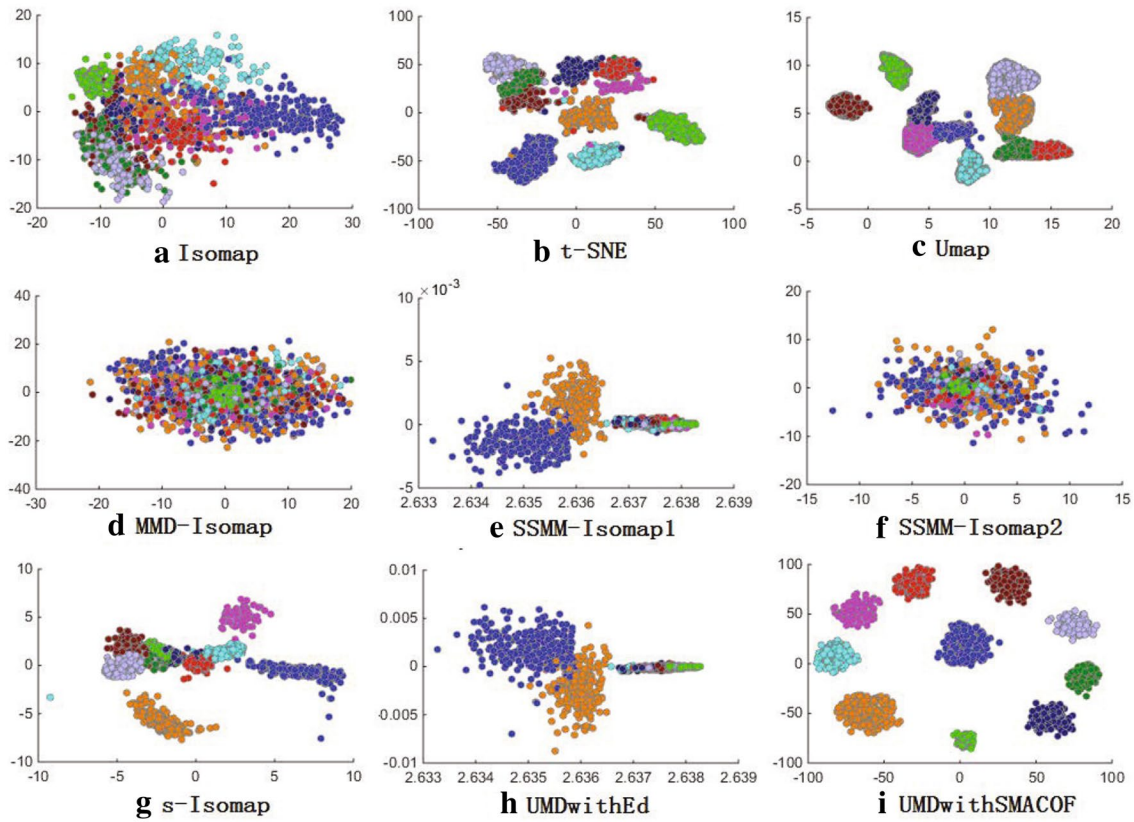 20
10
0
-10
-20
-20 -10 0 10 20 30
a Isomap
100
50
0
-50
-100
-100 -50 0 50 100
b t-SNE
15
10
5
0
-5
-5 0 5 10 15 20
c Umap
40
20
0
-20
-40
-30 -20 -10 0 10 20
d MMD-Isomap
10 × 10⁻³
5
0
-5
2.633 2.634 2.635 2.636 2.637 2.638 2.639
e SSMM-Isomap1
20
10
0
-10
-20
-15 -10 -5 0 5 10 15
f SSMM-Isomap2
10
5
0
-5
-10
-10 -5 0 5 10
g s-Isomap
0.01
0.005
0
0.005
0.01
2.633 2.634 2.635 2.636 2.637 2.638 2.639
h UMDwithEd
100
50
0
-50
-100
-100 -50 0 50 100
i UMDwithSMACOF